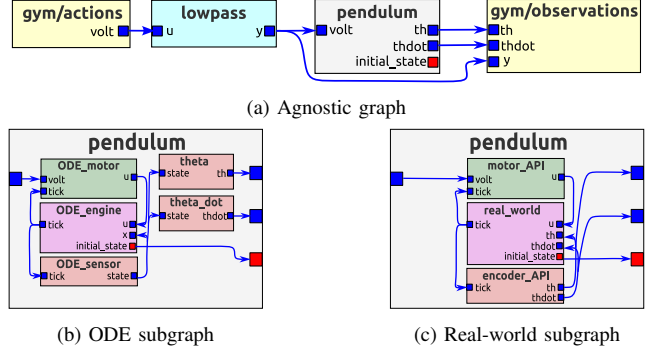 gym/actions
volt
lowpass
u y
pendulum
volt th
thdot
initial_state
gym/observations
th
thdot
y
(a) Agnostic graph
pendulum
ODE_motor
volt u
tick
ODE_engine
tick u
x
initial_state
ODE_sensor
tick state
theta
state th
theta_dot
state thdot
(b) ODE subgraph
pendulum
motor_API
volt u
tick
real_world
tick u
th
thdot
initial_state
encoder_API
tick th
thdot
(c) Real-world subgraph